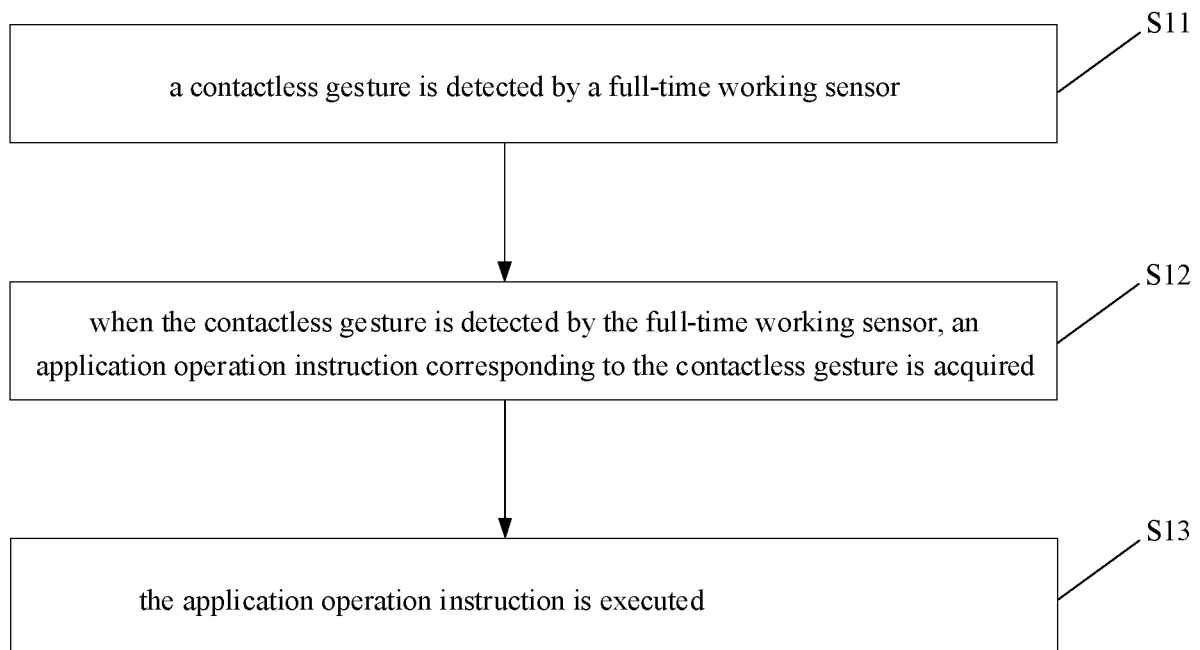 S11
a contactless gesture is detected by a full-time working sensor
S12
when the contactless gesture is detected by the full-time working sensor, an
application operation instruction corresponding to the contactless gesture is acquired
S13
the application operation instruction is executed